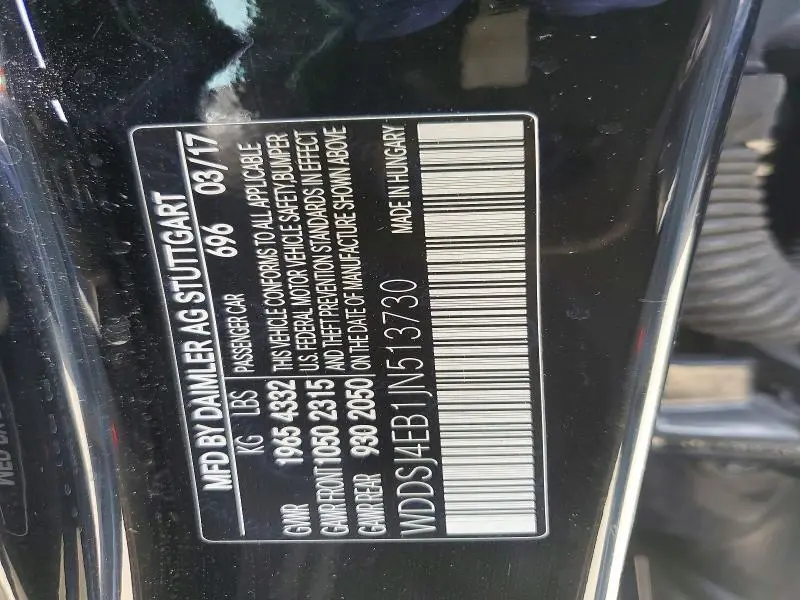 MFD BY DAIMLER AG STUTTGART
KG LBS PASSENGER CAR 696 03/17
GVWR 1965 4332 THIS VEHICLE CONFORMS TO ALL APPLICABLE
GAWR FRONT 1050 2315 U.S. FEDERAL MOTOR VEHICLE SAFETY BUMPER
AND THEFT PREVENTION STANDARDS IN EFFECT
GAWR REAR 930 2050 ON THE DATE OF MANUFACTURE SHOWN ABOVE
WDDSJ4EB1JN513730 MADE IN HUNGARY